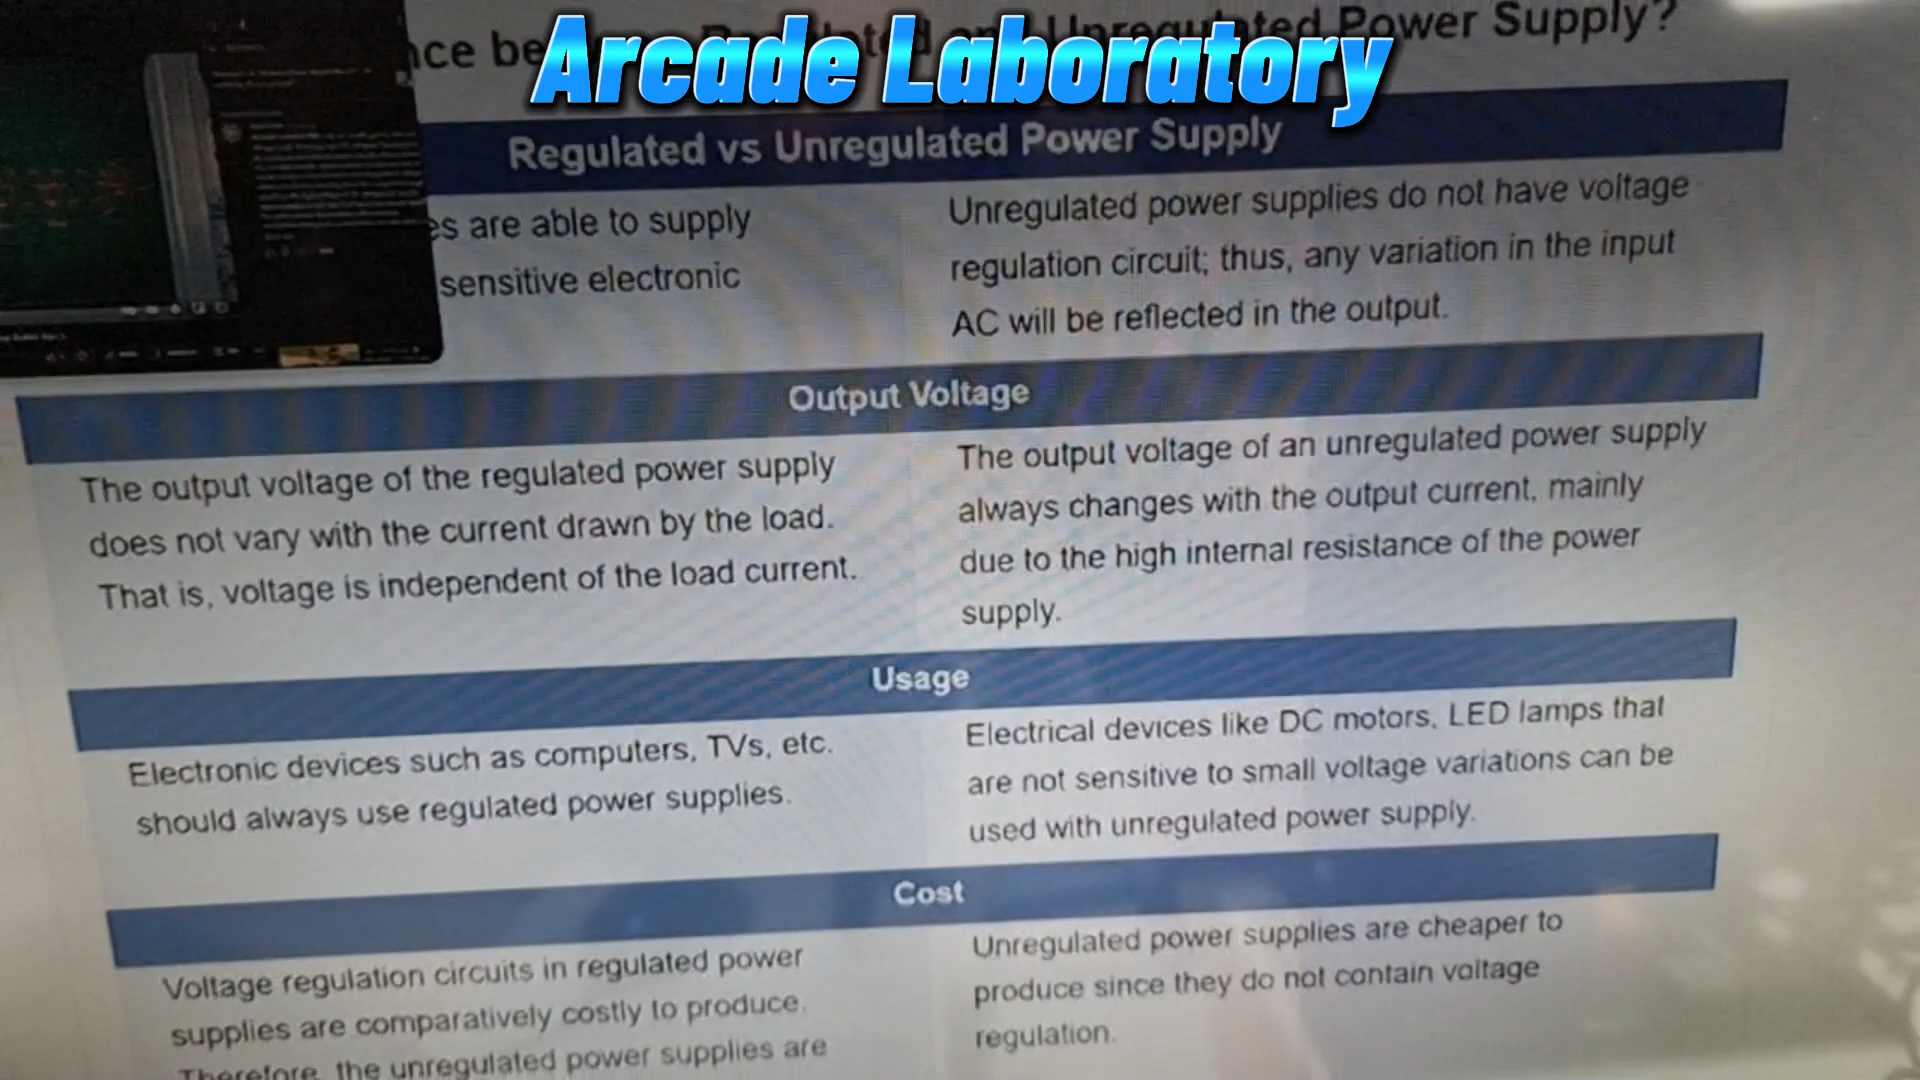 Arcade Laboratory
Power Supply?
Regulated vs Unregulated Power Supply
es are able to supply
sensitive electronic
Unregulated power supplies do not have voltage
regulation circuit; thus, any variation in the input
AC will be reflected in the output.
Output Voltage
The output voltage of the regulated power supply
does not vary with the current drawn by the load.
That is, voltage is independent of the load current.
The output voltage of an unregulated power supply
always changes with the output current, mainly
due to the high internal resistance of the power
supply.
Usage
Electronic devices such as computers, TVs, etc.
should always use regulated power supplies.
Electrical devices like DC motors, LED lamps that
are not sensitive to small voltage variations can be
used with unregulated power supply.
Cost
Voltage regulation circuits in regulated power
supplies are comparatively costly to produce.
Therefore, the unregulated power supplies are
Unregulated power supplies are cheaper to
produce since they do not contain voltage
regulation.